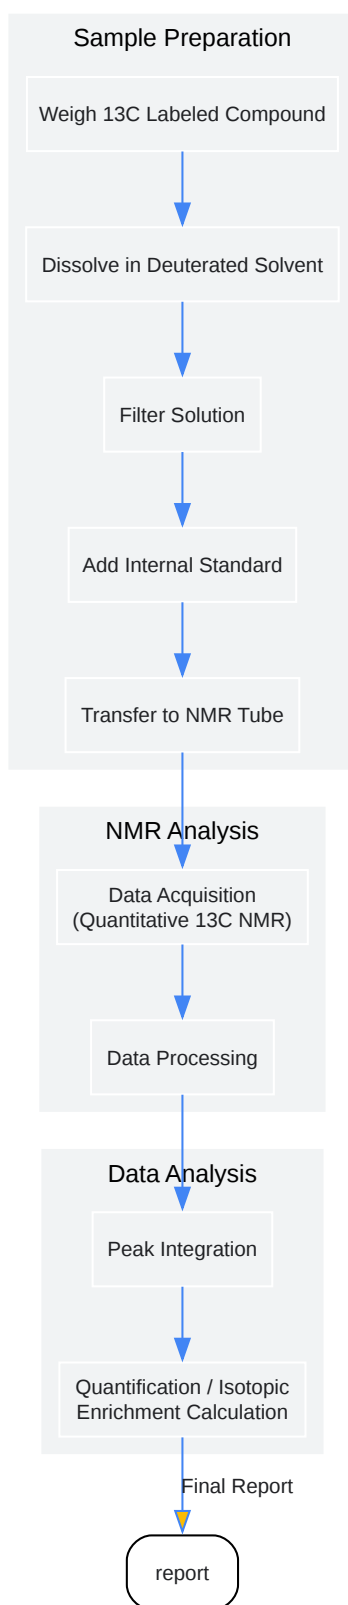 Sample Preparation
Weigh 13C Labeled Compound
Dissolve in Deuterated Solvent
Filter Solution
Add Internal Standard
Transfer to NMR Tube
NMR Analysis
Data Acquisition
(Quantitative 13C NMR)
Data Processing
Data Analysis
Peak Integration
Quantification / Isotopic
Enrichment Calculation
Final Report
report